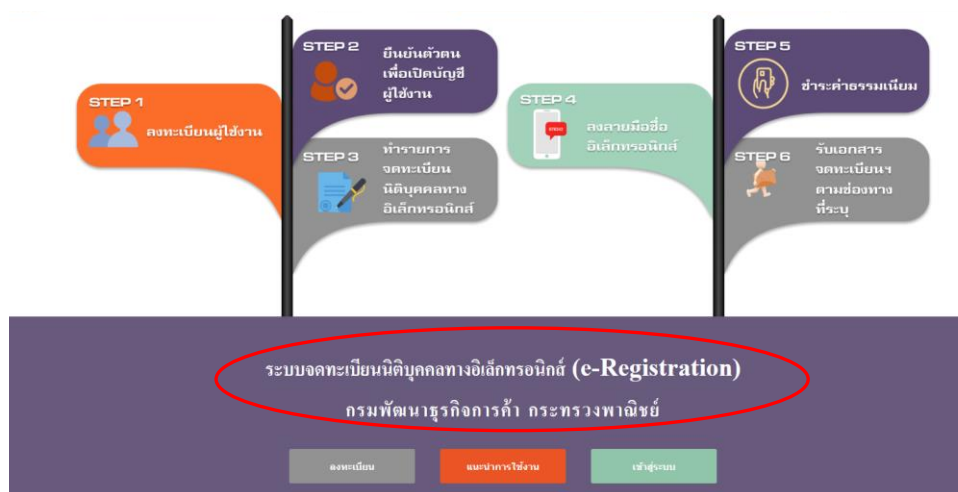 STEP 1
ลงทะเบียนผู้ใช้งาน
STEP 2
ยืนยันตัวตน
เพื่อเปิดบัญชี
ผู้ใช้งาน
STEP 3
ทำรายการ
จดทะเบียน
นิติบุคคลทาง
อิเล็กทรอนิกส์
STEP 4
ลงลายมือชื่อ
อิเล็กทรอนิกส์
STEP 5
ชำระค่าธรรมเนียม
STEP 6
รับเอกสาร
จดทะเบียนฯ
ตามช่องทาง
ที่ระบุ
ระบบจดทะเบียนนิติบุคคลทางอิเล็กทรอนิกส์ (e-Registration)
กรมพัฒนาธุรกิจการค้า กระทรวงพาณิชย์
ลงทะเบียน
แนะนำการใช้งาน
เข้าสู่ระบบ